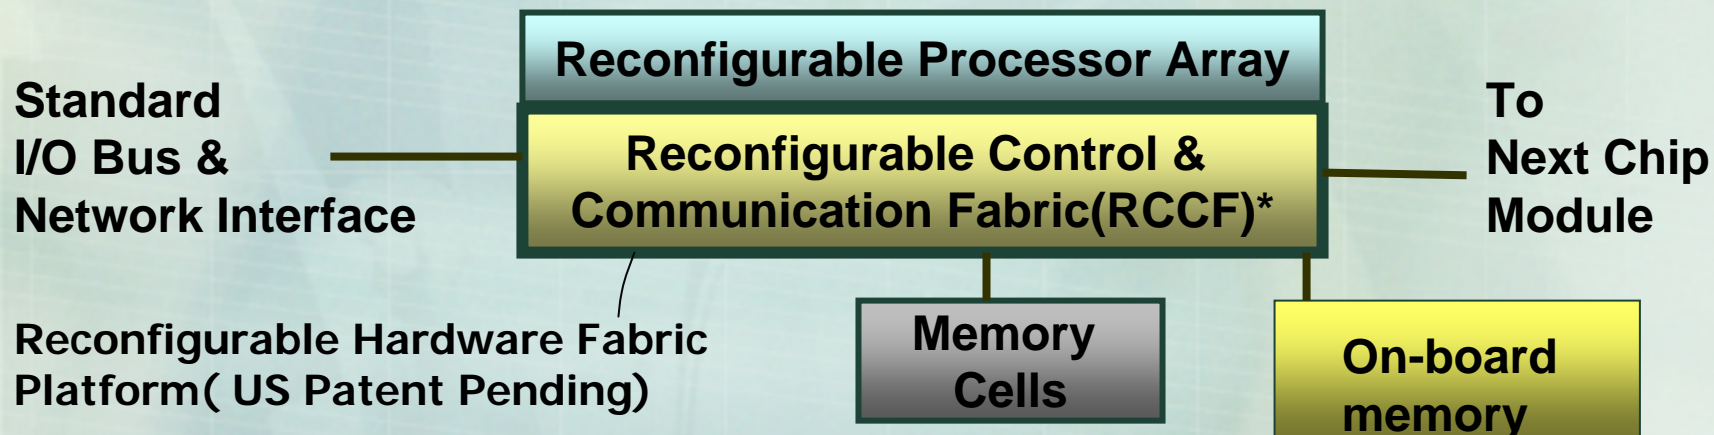 Reconfigurable Processor Array
Standard
I/O Bus &
Network Interface
Reconfigurable Control &
Communication Fabric(RCCF)*
To
Next Chip
Module
Reconfigurable Hardware Fabric
Platform( US Patent Pending)
Memory
Cells
On-board
memory